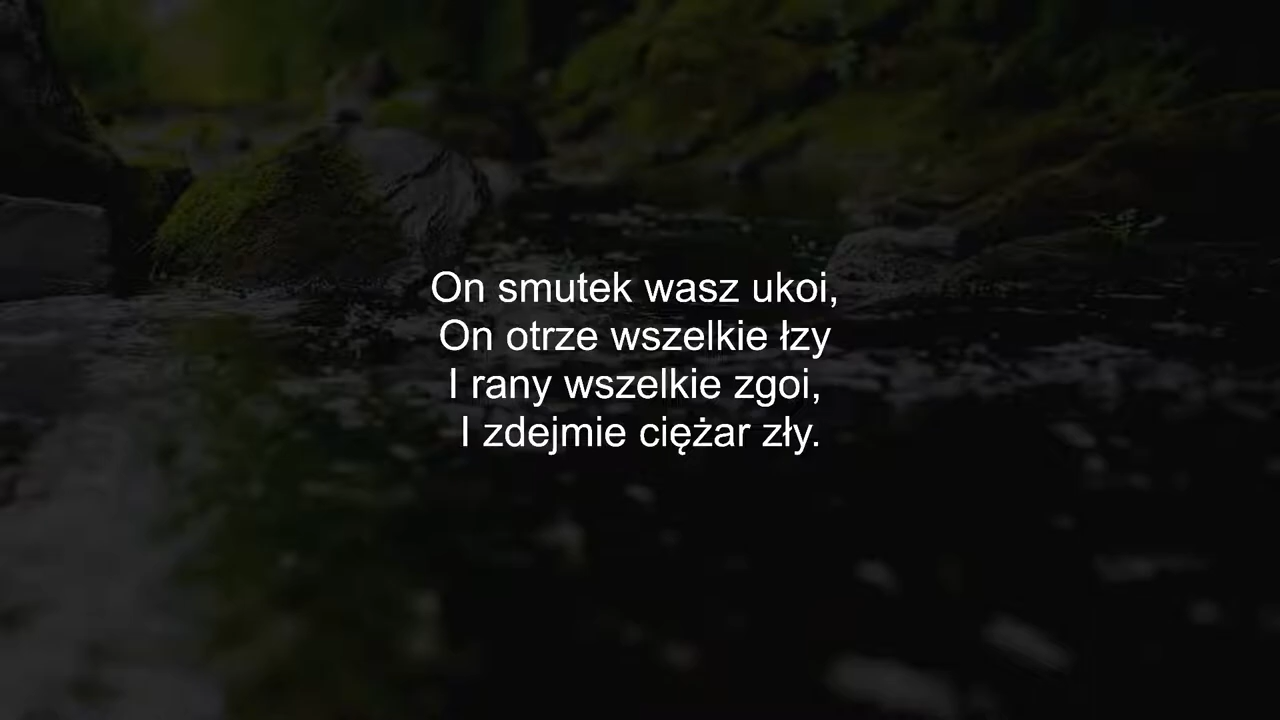 On smutek wasz ukoi,
On otrze wszelkie łzy
I rany wszelkie zgoi,
I zdejmie ciężar zły.